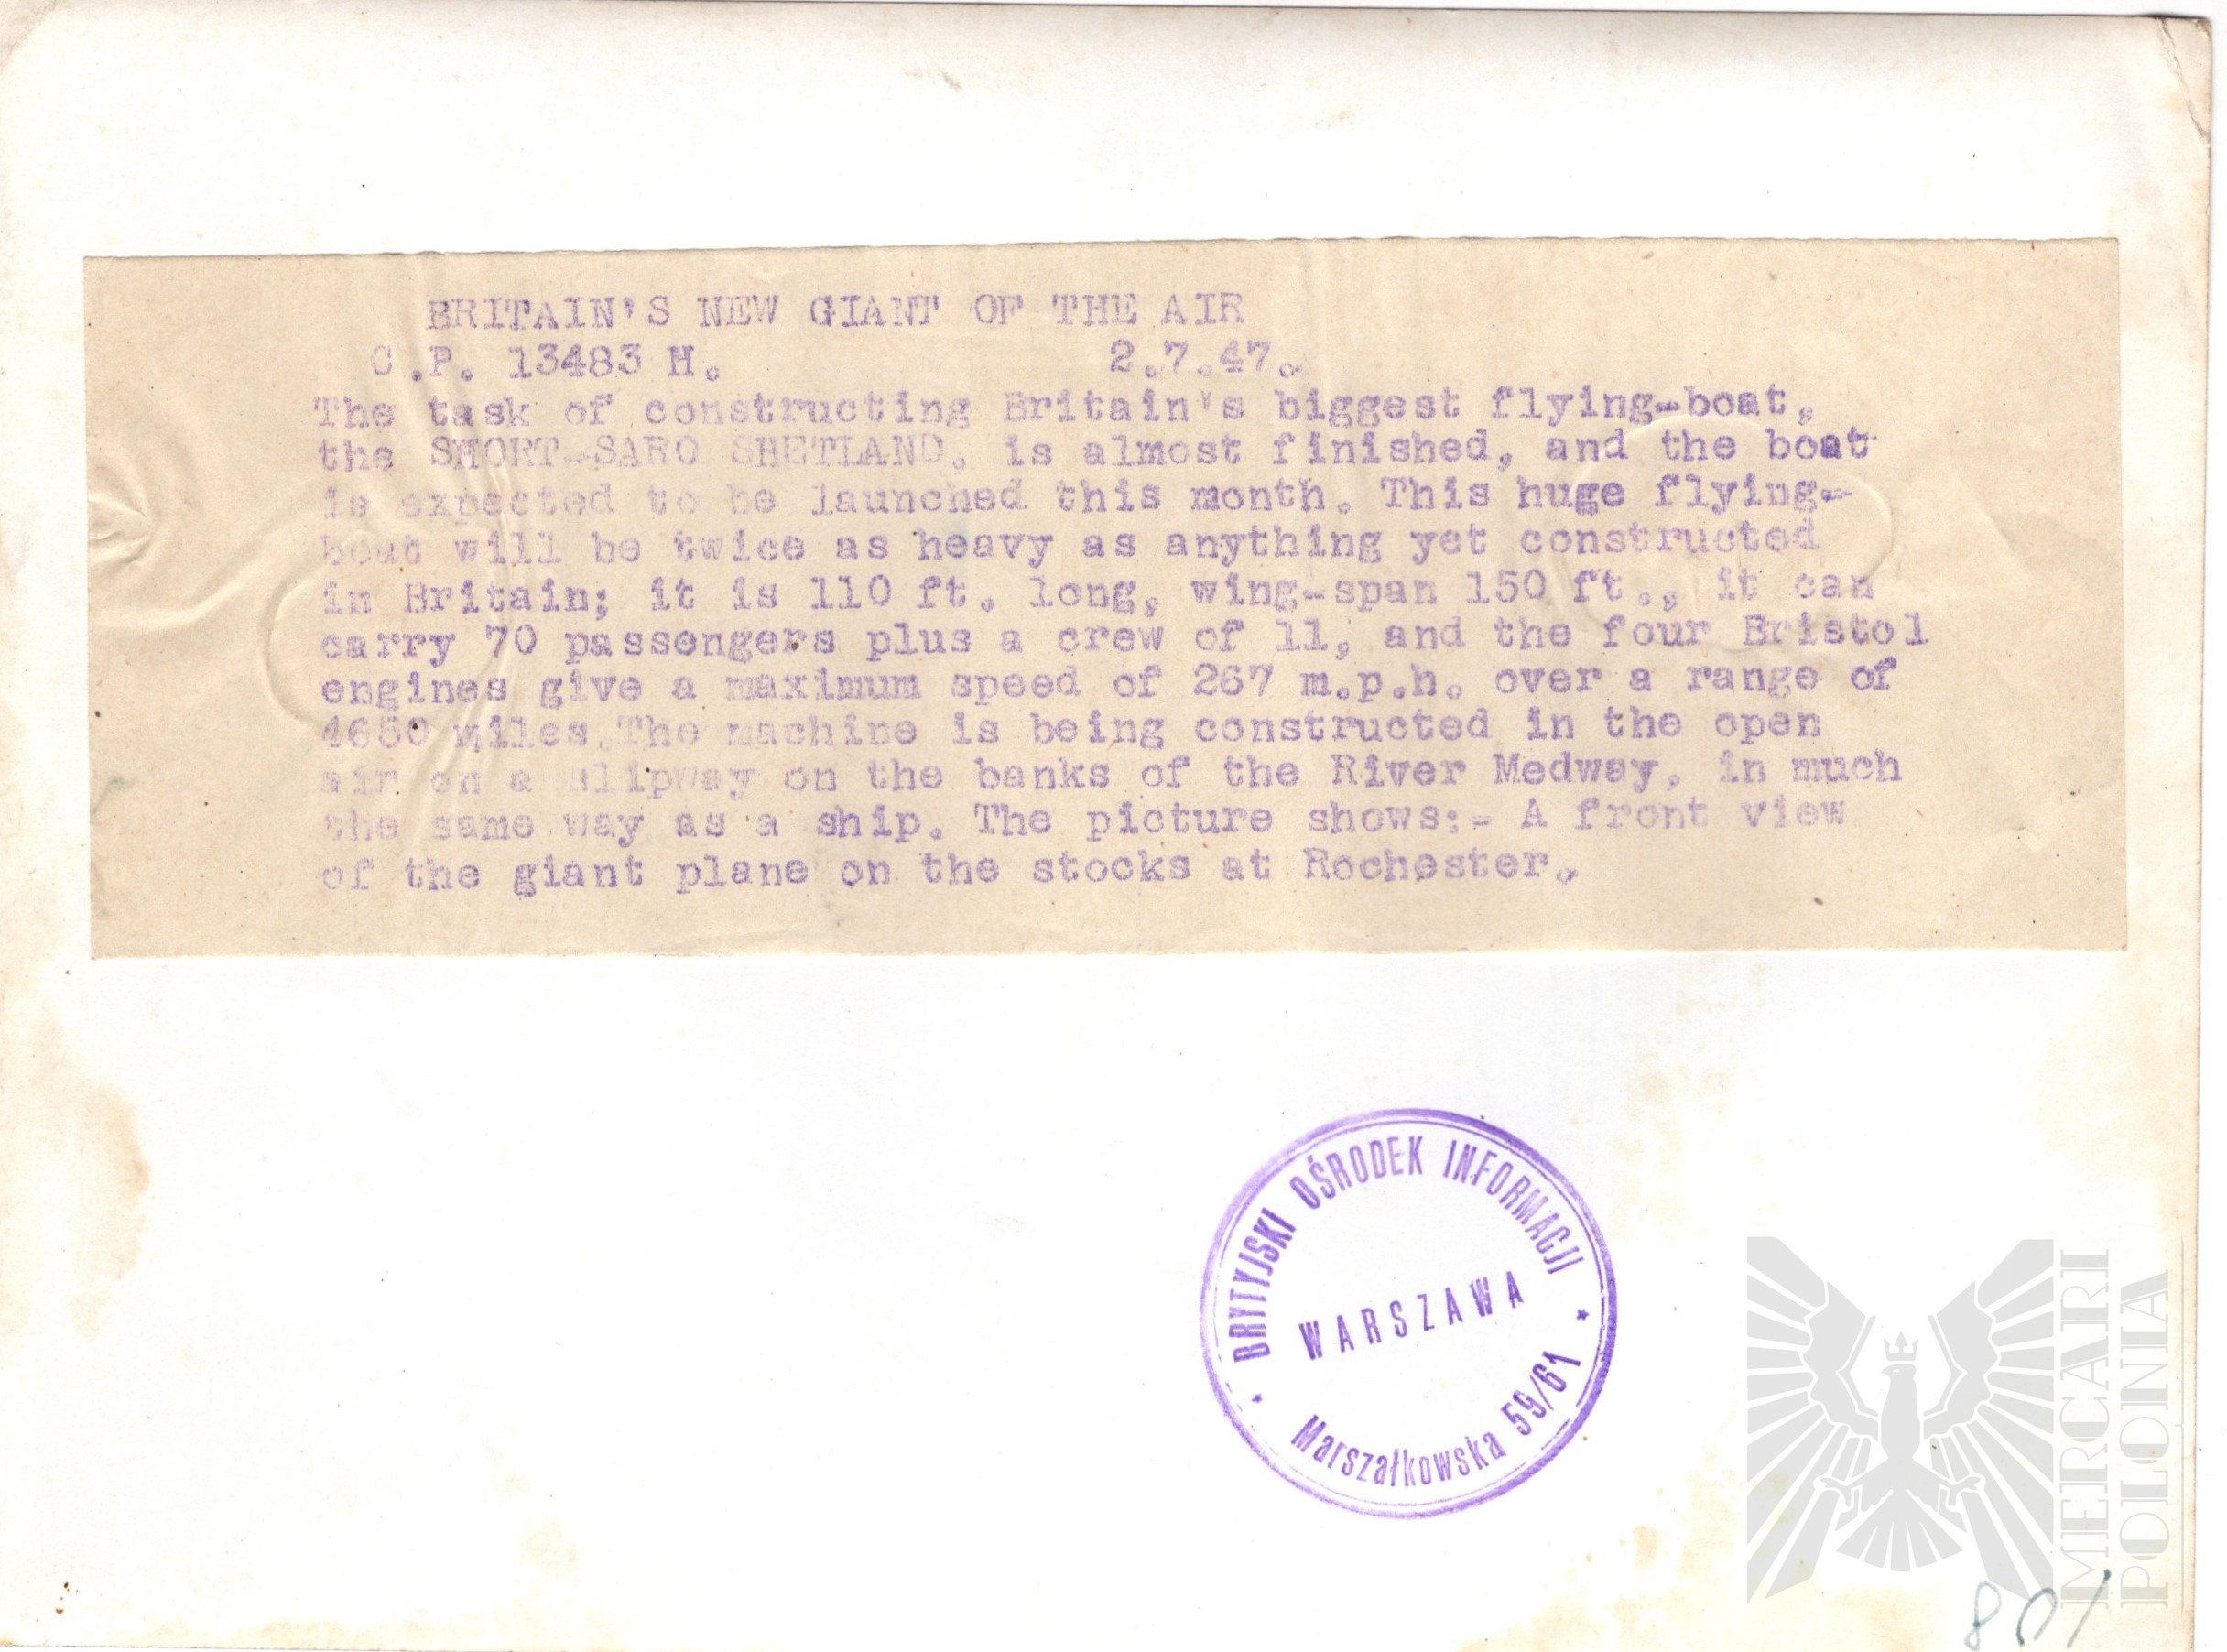 BRITAIN'S NEW GIANT OF THE AIR
C.P. 13483 H. 2.7.47.
The task of constructing Britain's biggest flying-boat,
the SHORT-SARO SHETLAND, is almost finished, and the boat
is expected to be launched this month. This huge flying-
boat will be twice as heavy as anything yet constructed
in Britain; it is 110 ft. long, wing-span 150 ft., it can
carry 70 passengers plus a crew of 11, and the four Bristol
engines give a maximum speed of 267 m.p.h. over a range of
4650 miles.The machine is being constructed in the open
air on a slipway on the banks of the River Medway, in much
the same way as a ship. The picture shows:- A front view
of the giant plane on the stocks at Rochester.
BRYTYJSKI OŚRODEK INFORMACJI
WARSZAWA
Marszałkowska 59/61
MERCARI
POLONIA